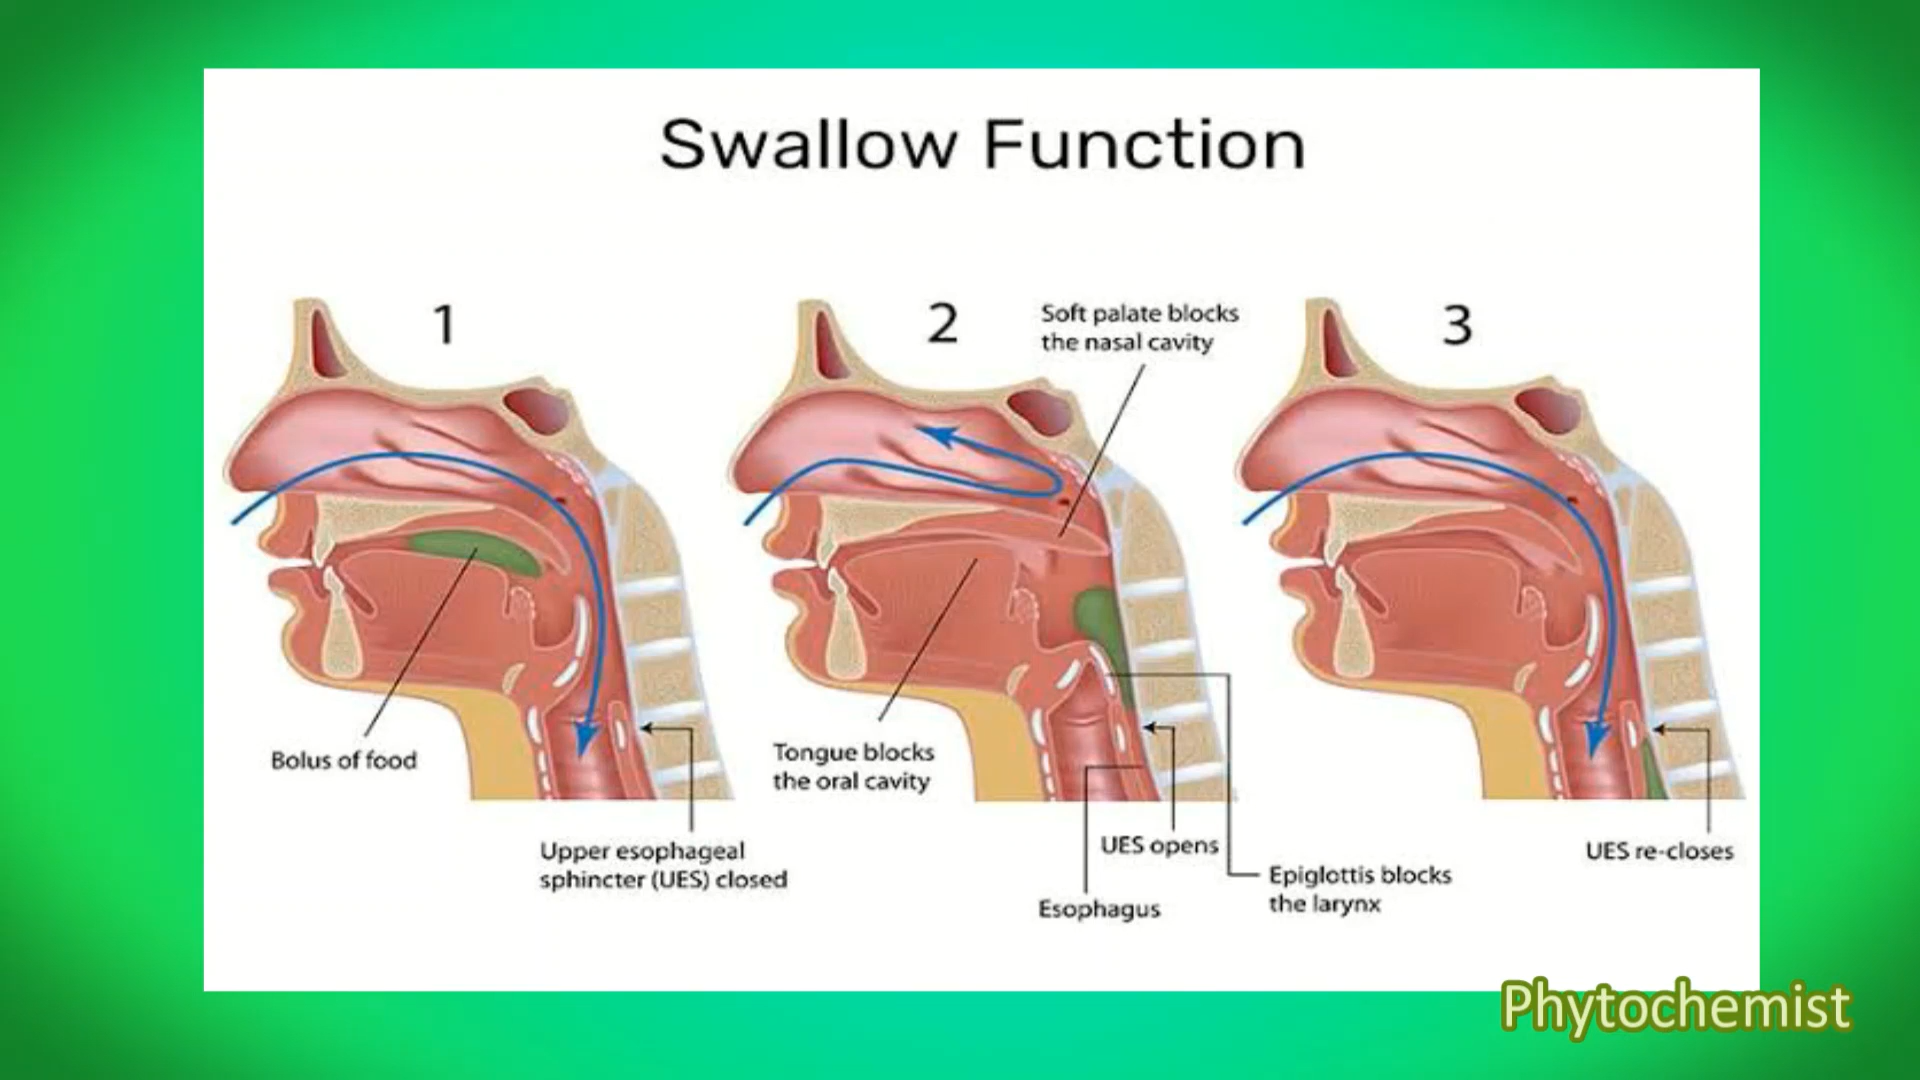 Swallow Function
1
2
3
Soft palate blocks
the nasal cavity
Bolus of food
Upper esophageal
sphincter (UES) closed
Tongue blocks
the oral cavity
UES opens
Esophagus
Epiglottis blocks
the larynx
UES re-closes
Phytochemist